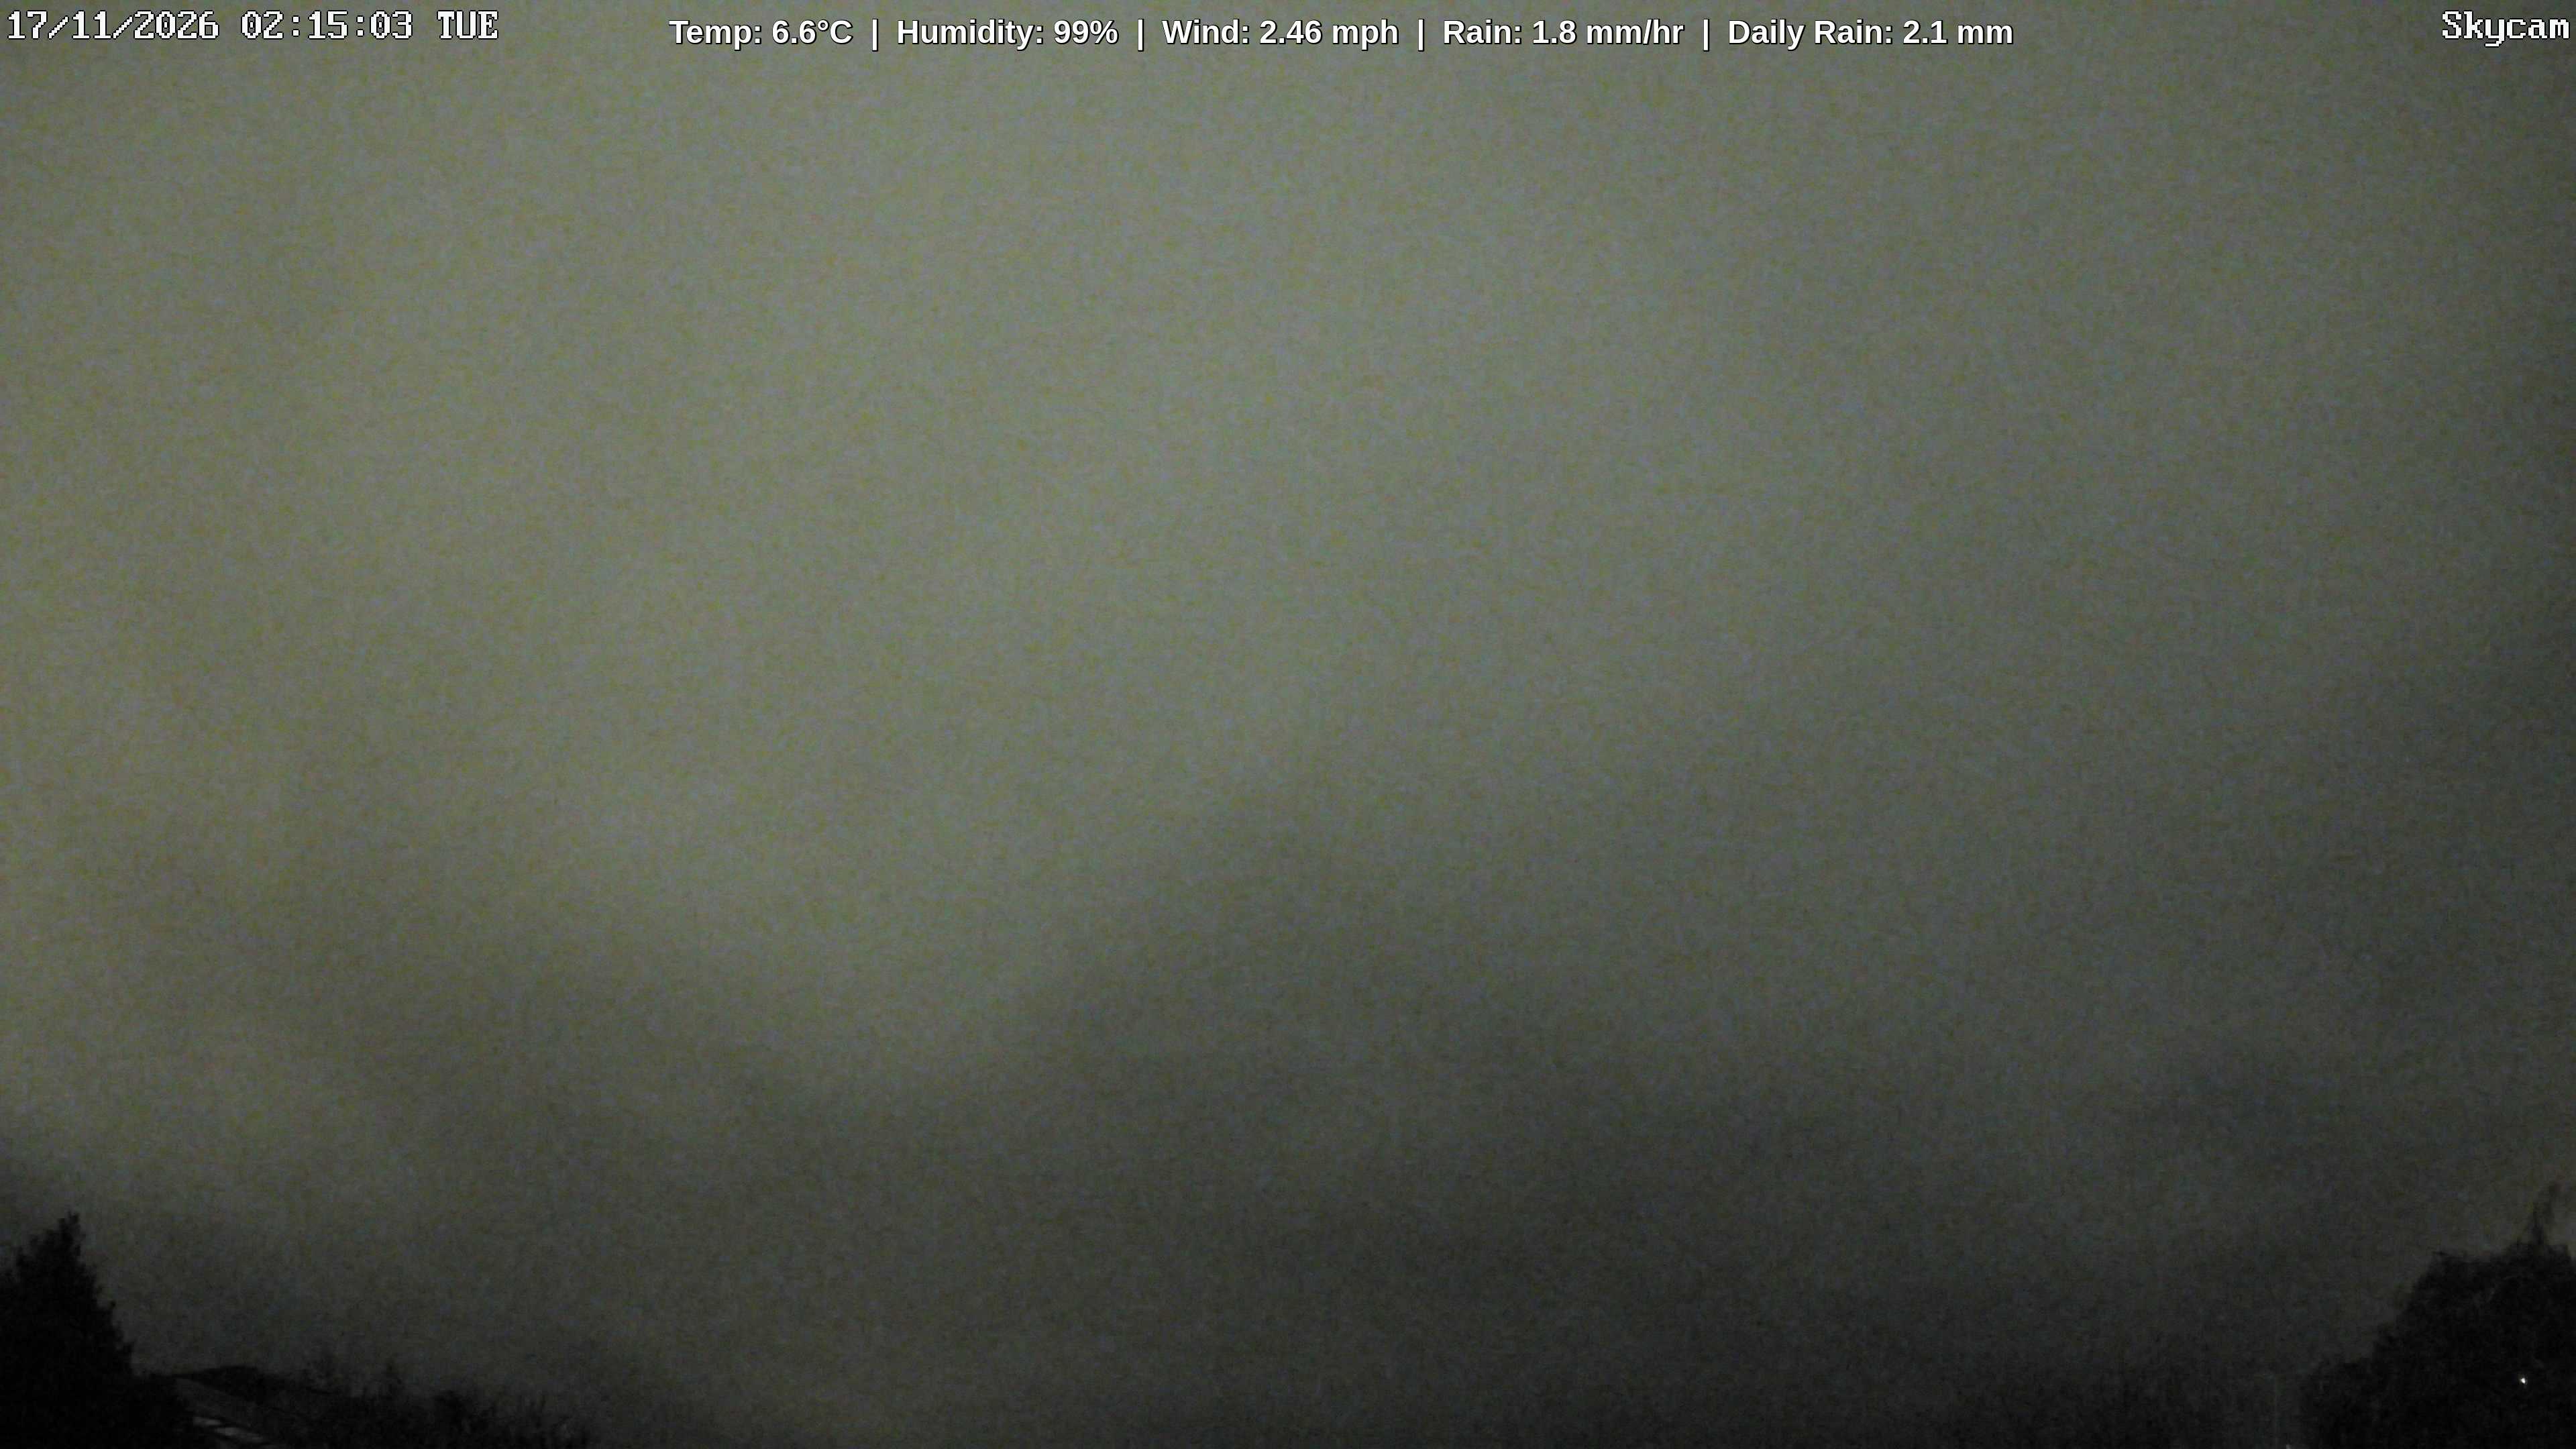 17/11/2026 02:15:03 TUE
Temp: 6.6°C | Humidity: 99% | Wind: 2.46 mph | Rain: 1.8 mm/hr | Daily Rain: 2.1 mm
Skycam